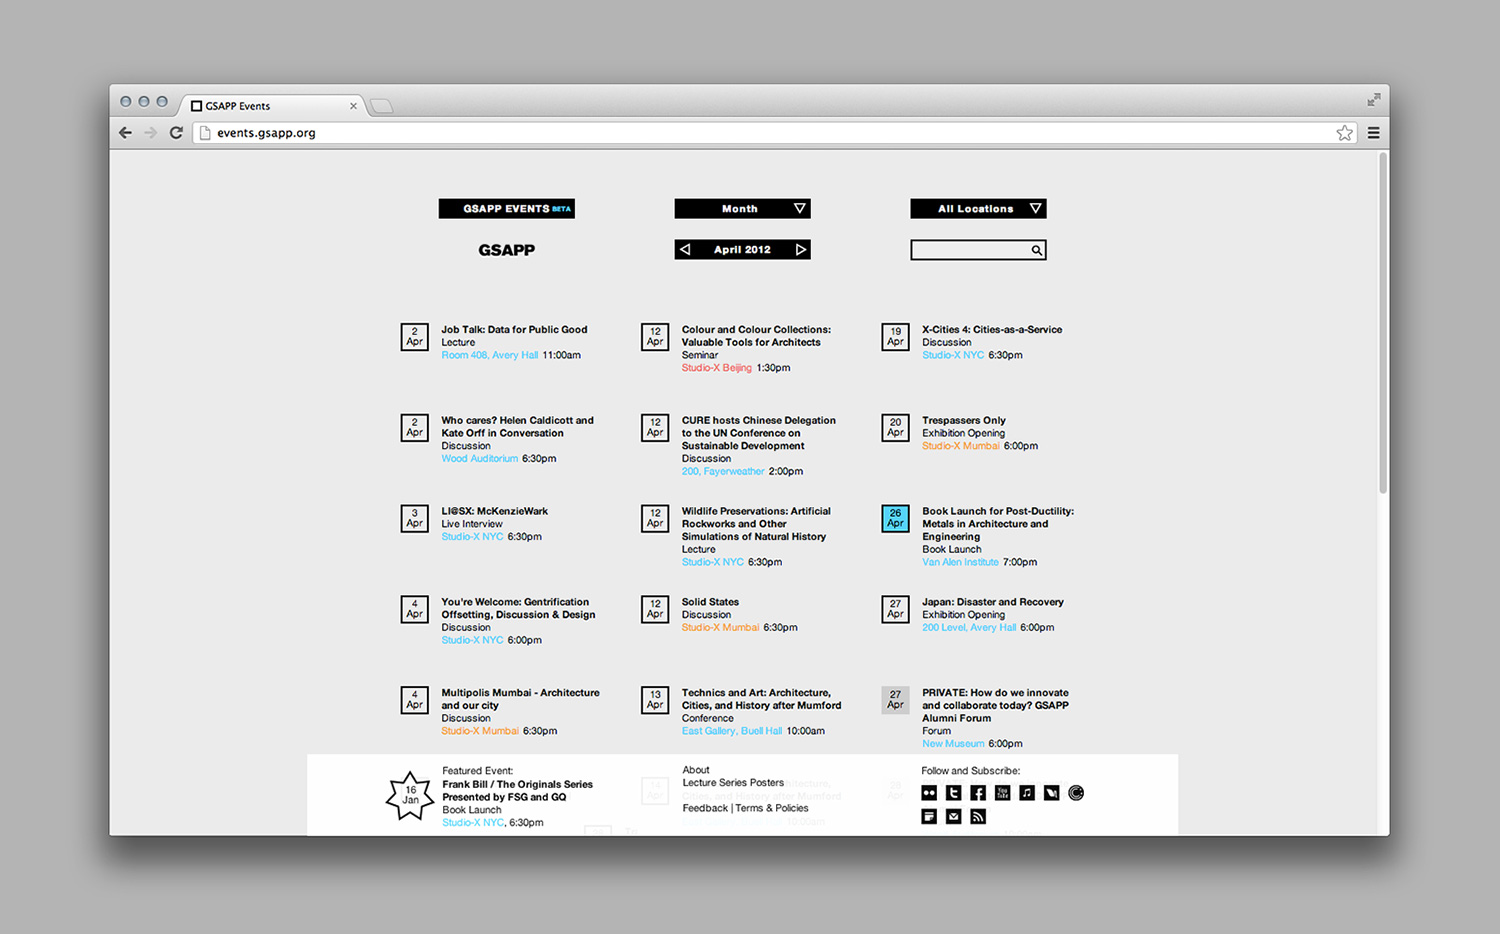 GSAPP Events
events.gsapp.org
GSAPP EVENTS BETA
Month
All Locations
GSAPP
April 2012
2
Apr
Job Talk: Data for Public Good
Lecture
Room 408, Avery Hall 11:00am
2
Apr
Who cares? Helen Caldicott and
Kate Orff in Conversation
Discussion
Wood Auditorium 6:30pm
3
Apr
LI@SX: McKenzieWark
Live Interview
Studio-X NYC 6:30pm
4
Apr
You're Welcome: Gentrification
Offsetting, Discussion & Design
Discussion
Studio-X NYC 6:00pm
4
Apr
Multipolis Mumbai - Architecture
and our city
Discussion
Studio-X Mumbai 6:30pm
12
Apr
Colour and Colour Collections:
Valuable Tools for Architects
Seminar
Studio-X Beijing 1:30pm
12
Apr
CURE hosts Chinese Delegation
to the UN Conference on
Sustainable Development
Discussion
200, Fayerweather 2:00pm
12
Apr
Wildlife Preservations: Artificial
Rockworks and Other
Simulations of Natural History
Lecture
Studio-X NYC 6:30pm
12
Apr
Solid States
Discussion
Studio-X Mumbai 6:30pm
13
Apr
Technics and Art: Architecture,
Cities, and History after Mumford
Conference
East Gallery, Buell Hall 10:00am
19
Apr
X-Cities 4: Cities-as-a-Service
Discussion
Studio-X NYC 6:30pm
20
Apr
Trespassers Only
Exhibition Opening
Studio-X Mumbai 6:00pm
26
Apr
Book Launch for Post-Ductility:
Metals in Architecture and
Engineering
Book Launch
Van Alen Institute 7:00pm
27
Apr
Japan: Disaster and Recovery
Exhibition Opening
200 Level, Avery Hall 6:00pm
27
Apr
PRIVATE: How do we innovate
and collaborate today? GSAPP
Alumni Forum
Forum
New Museum 6:00pm
16
Jan
Featured Event:
Frank Bill / The Originals Series
Presented by FSG and GQ
Book Launch
Studio-X NYC, 6:30pm
About
Lecture Series Posters
Feedback | Terms & Policies
Follow and Subscribe:
You
Tube